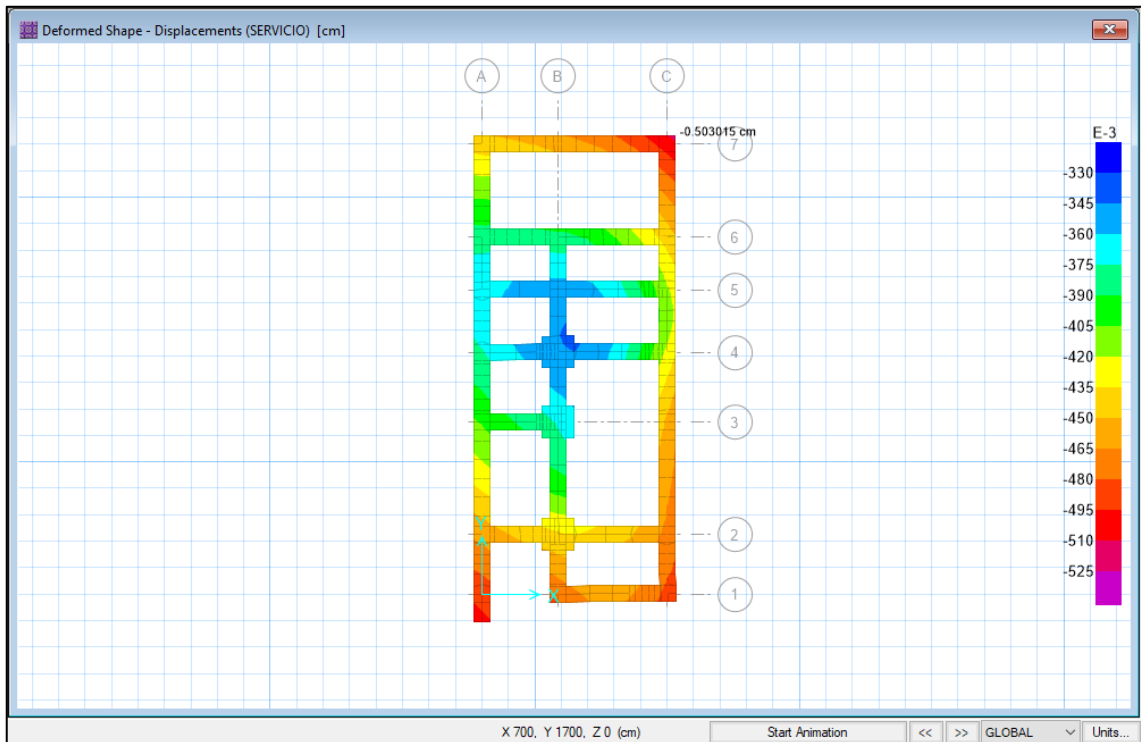 Deformed Shape - Displacements (SERVICIO) [cm]
A B C
-0.503015 cm
7
E-3
-330
-345
-360
-375
-390
-405
-420
-435
-450
-465
-480
-495
-510
-525
6
5
4
3
2
1
Y
X
X 700, Y 1700, Z 0 (cm)
Start Animation
<<
>>
GLOBAL
Units...